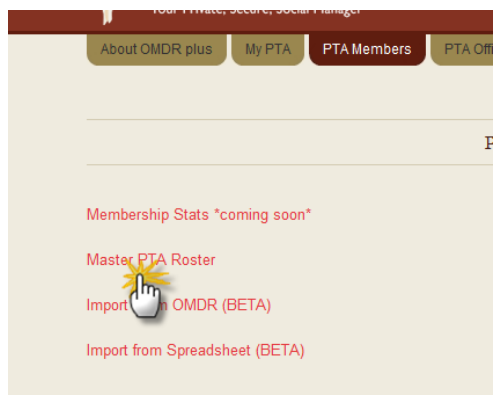 Your Private, Secure, Social Manager
About OMDR plus My PTA PTA Members PTA
Membership Stats *coming soon*
Master PTA Roster
Import OMDR (BETA)
Import from Spreadsheet (BETA)